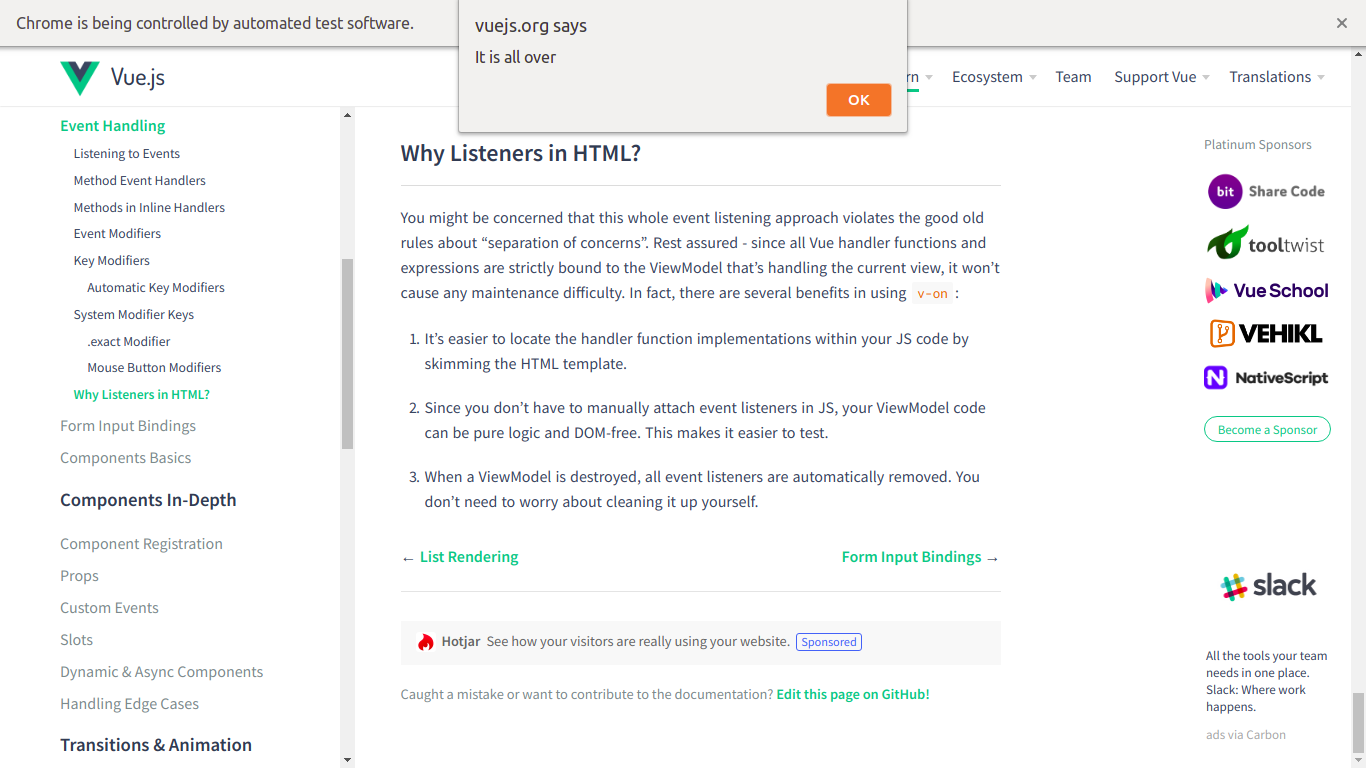 Chrome is being controlled by automated test software.
vuejs.org says
It is all over
OK
Vue.js
rn
Ecosystem
Team
Support Vue
Translations
Event Handling
Listening to Events
Method Event Handlers
Methods in Inline Handlers
Event Modifiers
Key Modifiers
Automatic Key Modifiers
System Modifier Keys
.exact Modifier
Mouse Button Modifiers
Why Listeners in HTML?
Form Input Bindings
Components Basics
Components In-Depth
Component Registration
Props
Custom Events
Slots
Dynamic & Async Components
Handling Edge Cases
Transitions & Animation
Why Listeners in HTML?
You might be concerned that this whole event listening approach violates the good old
rules about “separation of concerns”. Rest assured - since all Vue handler functions and
expressions are strictly bound to the ViewModel that’s handling the current view, it won’t
cause any maintenance difficulty. In fact, there are several benefits in using v-on :
1. It’s easier to locate the handler function implementations within your JS code by
skimming the HTML template.
2. Since you don’t have to manually attach event listeners in JS, your ViewModel code
can be pure logic and DOM-free. This makes it easier to test.
3. When a ViewModel is destroyed, all event listeners are automatically removed. You
don’t need to worry about cleaning it up yourself.
← List Rendering
Form Input Bindings →
Hotjar See how your visitors are really using your website. Sponsored
Caught a mistake or want to contribute to the documentation? Edit this page on GitHub!
Platinum Sponsors
bit Share Code
tooltwist
Vue School
VEHIKL
NativeScript
Become a Sponsor
slack
All the tools your team
needs in one place.
Slack: Where work
happens.
ads via Carbon